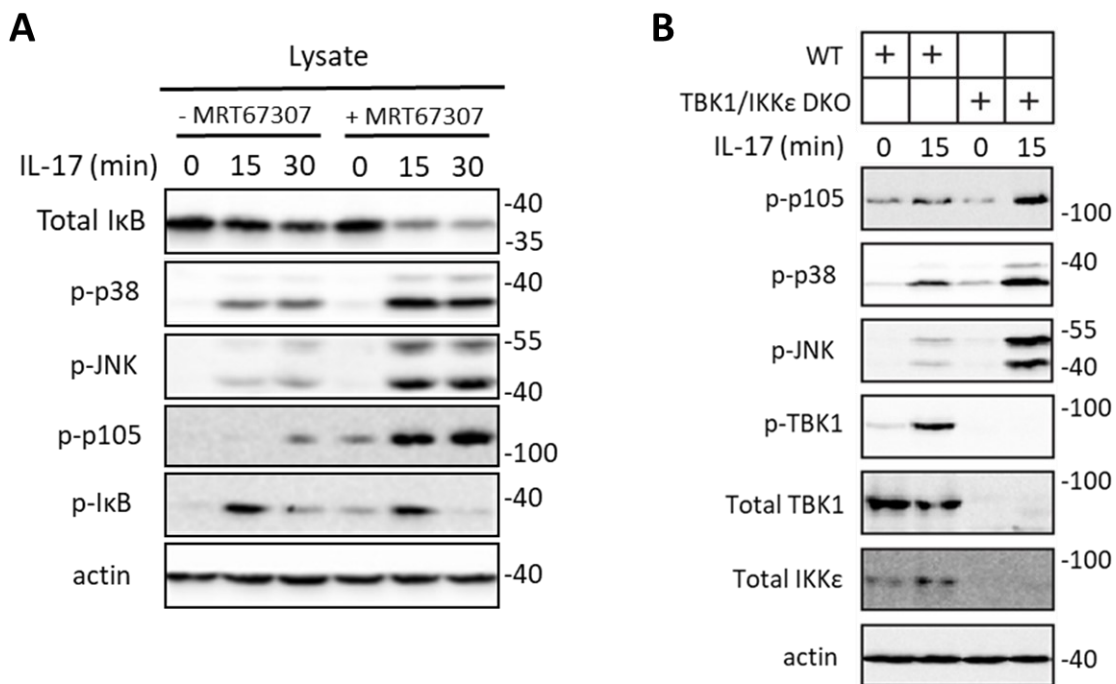 A
Lysate
- MRT67307 + MRT67307
IL-17 (min) 0 15 30 0 15 30
Total IκB -40 -35
p-p38 -40
p-JNK -55 -40
p-p105 -100
p-IκB -40
actin -40
B
WT + +
TBK1/IKKε DKO + +
IL-17 (min) 0 15 0 15
p-p105 -100
p-p38 -40
p-JNK -55 -40
p-TBK1 -100
Total TBK1 -100
Total IKKε -100
actin -40